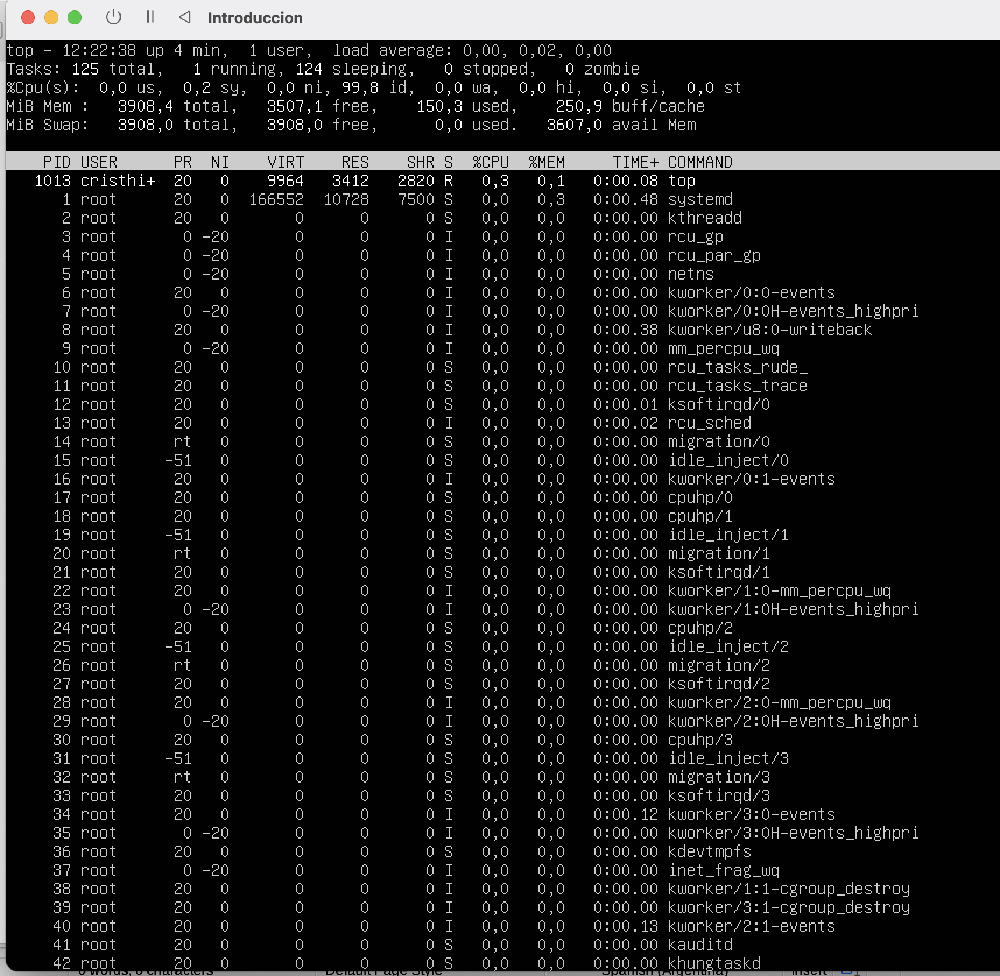 Introduccion
top - 12:22:38 up 4 min,  1 user,  load average: 0,00, 0,02, 0,00
Tasks: 125 total,   1 running, 124 sleeping,   0 stopped,   0 zombie
%Cpu(s):  0,0 us,  0,2 sy,  0,0 ni, 99,8 id,  0,0 wa,  0,0 hi,  0,0 si,  0,0 st
MiB Mem :   3908,4 total,   3507,1 free,    150,3 used,    250,9 buff/cache
MiB Swap:   3908,0 total,   3908,0 free,      0,0 used.   3607,0 avail Mem
PID USER      PR  NI    VIRT    RES    SHR S  %CPU  %MEM     TIME+ COMMAND
1013 cristhi+  20   0    9964   3412   2820 R   0,3   0,1   0:00.08 top
1 root      20   0  166552  10728   7500 S   0,0   0,3   0:00.48 systemd
2 root      20   0       0      0      0 S   0,0   0,0   0:00.00 kthreadd
3 root       0 -20       0      0      0 I   0,0   0,0   0:00.00 rcu_gp
4 root       0 -20       0      0      0 I   0,0   0,0   0:00.00 rcu_par_gp
5 root       0 -20       0      0      0 I   0,0   0,0   0:00.00 netns
6 root      20   0       0      0      0 I   0,0   0,0   0:00.00 kworker/0:0-events
7 root       0 -20       0      0      0 I   0,0   0,0   0:00.00 kworker/0:0H-events_highpri
8 root      20   0       0      0      0 I   0,0   0,0   0:00.38 kworker/u8:0-writeback
9 root       0 -20       0      0      0 I   0,0   0,0   0:00.00 mm_percpu_wq
10 root      20   0       0      0      0 S   0,0   0,0   0:00.00 rcu_tasks_rude_
11 root      20   0       0      0      0 S   0,0   0,0   0:00.00 rcu_tasks_trace
12 root      20   0       0      0      0 S   0,0   0,0   0:00.01 ksoftirqd/0
13 root      20   0       0      0      0 I   0,0   0,0   0:00.02 rcu_sched
14 root      rt   0       0      0      0 S   0,0   0,0   0:00.00 migration/0
15 root     -51   0       0      0      0 S   0,0   0,0   0:00.00 idle_inject/0
16 root      20   0       0      0      0 I   0,0   0,0   0:00.00 kworker/0:1-events
17 root      20   0       0      0      0 S   0,0   0,0   0:00.00 cpuhp/0
18 root      20   0       0      0      0 S   0,0   0,0   0:00.00 cpuhp/1
19 root     -51   0       0      0      0 S   0,0   0,0   0:00.00 idle_inject/1
20 root      rt   0       0      0      0 S   0,0   0,0   0:00.00 migration/1
21 root      20   0       0      0      0 S   0,0   0,0   0:00.00 ksoftirqd/1
22 root      20   0       0      0      0 I   0,0   0,0   0:00.00 kworker/1:0-mm_percpu_wq
23 root       0 -20       0      0      0 I   0,0   0,0   0:00.00 kworker/1:0H-events_highpri
24 root      20   0       0      0      0 S   0,0   0,0   0:00.00 cpuhp/2
25 root     -51   0       0      0      0 S   0,0   0,0   0:00.00 idle_inject/2
26 root      rt   0       0      0      0 S   0,0   0,0   0:00.00 migration/2
27 root      20   0       0      0      0 S   0,0   0,0   0:00.00 ksoftirqd/2
28 root      20   0       0      0      0 I   0,0   0,0   0:00.00 kworker/2:0-mm_percpu_wq
29 root       0 -20       0      0      0 I   0,0   0,0   0:00.00 kworker/2:0H-events_highpri
30 root      20   0       0      0      0 S   0,0   0,0   0:00.00 cpuhp/3
31 root     -51   0       0      0      0 S   0,0   0,0   0:00.00 idle_inject/3
32 root      rt   0       0      0      0 S   0,0   0,0   0:00.00 migration/3
33 root      20   0       0      0      0 S   0,0   0,0   0:00.00 ksoftirqd/3
34 root      20   0       0      0      0 I   0,0   0,0   0:00.12 kworker/3:0-events
35 root       0 -20       0      0      0 I   0,0   0,0   0:00.00 kworker/3:0H-events_highpri
36 root      20   0       0      0      0 S   0,0   0,0   0:00.00 kdevtmpfs
37 root       0 -20       0      0      0 I   0,0   0,0   0:00.00 inet_frag_wq
38 root      20   0       0      0      0 I   0,0   0,0   0:00.00 kworker/1:1-cgroup_destroy
39 root      20   0       0      0      0 I   0,0   0,0   0:00.00 kworker/3:1-cgroup_destroy
40 root      20   0       0      0      0 I   0,0   0,0   0:00.13 kworker/2:1-events
41 root      20   0       0      0      0 S   0,0   0,0   0:00.00 kauditd
42 root      20   0       0      0      0 S   0,0   0,0   0:00.00 khungtaskd
0 words, 0 characters Default Page Style Spanish (Argentina) Insert